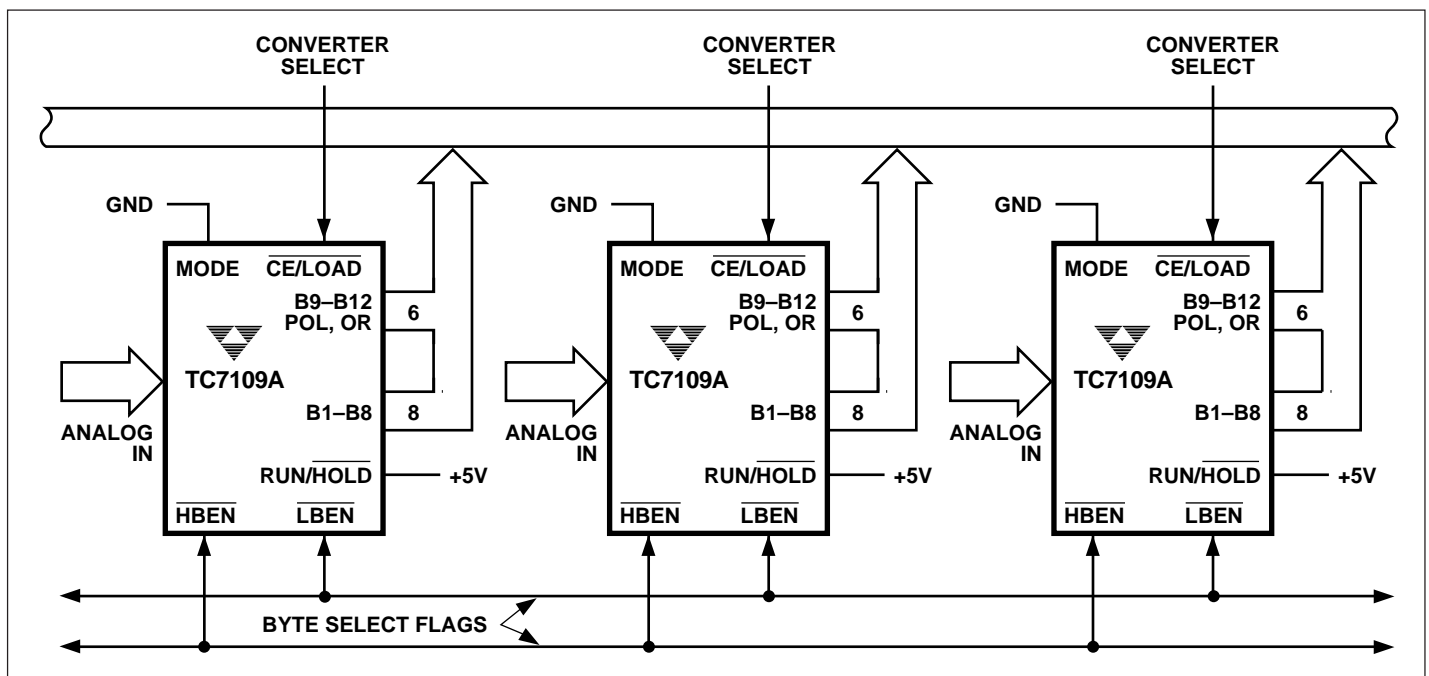 CONVERTER
SELECT
CONVERTER
SELECT
CONVERTER
SELECT
GND
MODE
CE/LOAD
B9–B12
POL, OR
6
TC7109A
B1–B8
8
ANALOG
IN
RUN/HOLD
+5V
HBEN
LBEN
GND
MODE
CE/LOAD
B9–B12
POL, OR
6
TC7109A
B1–B8
8
ANALOG
IN
RUN/HOLD
+5V
HBEN
LBEN
GND
MODE
CE/LOAD
B9–B12
POL, OR
6
TC7109A
B1–B8
8
ANALOG
IN
RUN/HOLD
+5V
HBEN
LBEN
BYTE SELECT FLAGS